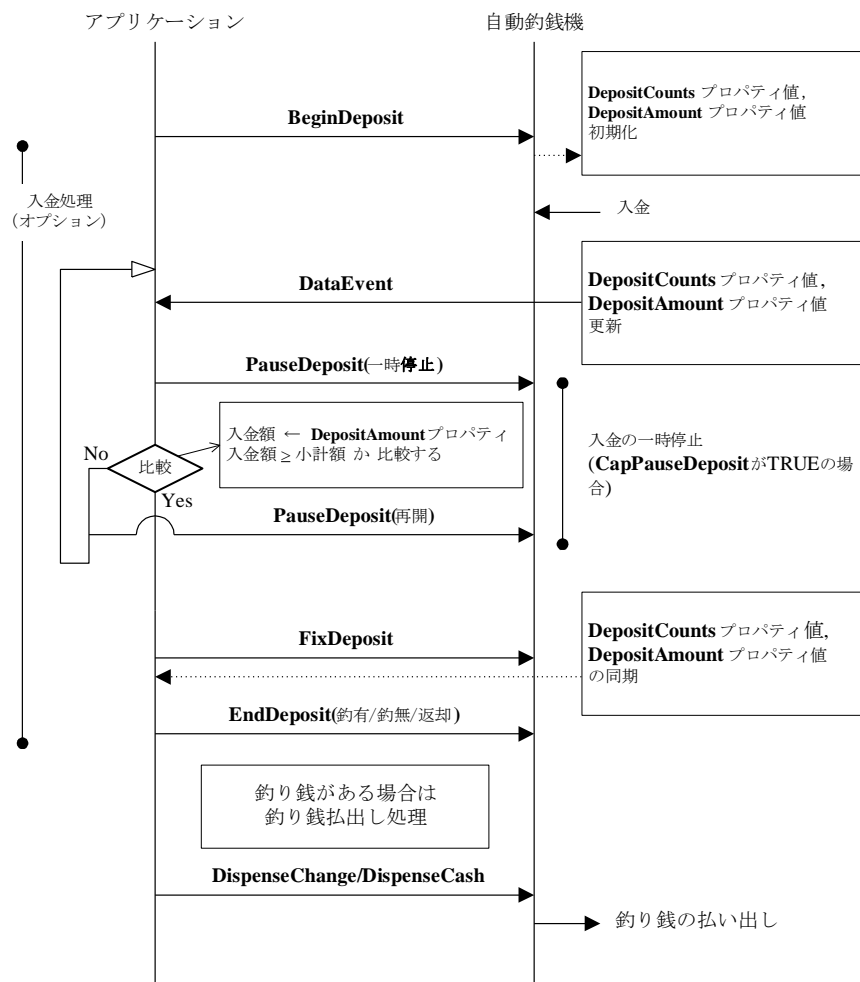 アプリケーション
自動釣銭機
DepositCounts プロパティ値,
DepositAmount プロパティ値
初期化
BeginDeposit
入金処理
(オプション)
入金
DataEvent
DepositCounts プロパティ値,
DepositAmount プロパティ値
更新
PauseDeposit(一時停止)
入金額 ← DepositAmountプロパティ
入金額 ≥ 小計額 か 比較する
No
比較
Yes
入金の一時停止
(CapPauseDepositがTRUEの場
合)
PauseDeposit(再開)
FixDeposit
DepositCounts プロパティ値,
DepositAmount プロパティ値
の同期
EndDeposit(釣有/釣無/返却)
釣り銭がある場合は
釣り銭払出し処理
DispenseChange/DispenseCash
釣り銭の払い出し